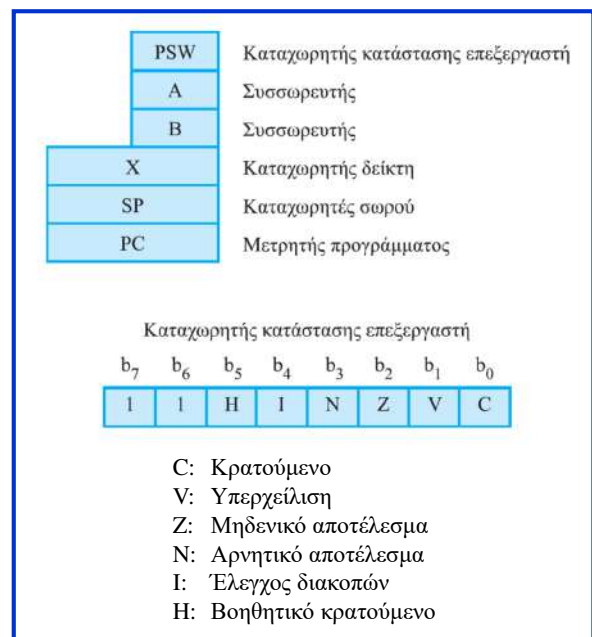 PSW Καταχωρητής κατάστασης επεξεργαστή
A Συσσωρευτής
B Συσσωρευτής
X Καταχωρητής δείκτη
SP Καταχωρητές σωρού
PC Μετρητής προγράμματος
Καταχωρητής κατάστασης επεξεργαστή
b7 b6 b5 b4 b3 b2 b1 b0
1 1 H I N Z V C
C: Κρατούμενο
V: Υπερχείλιση
Z: Μηδενικό αποτέλεσμα
N: Αρνητικό αποτέλεσμα
I: Έλεγχος διακοπών
H: Βοηθητικό κρατούμενο